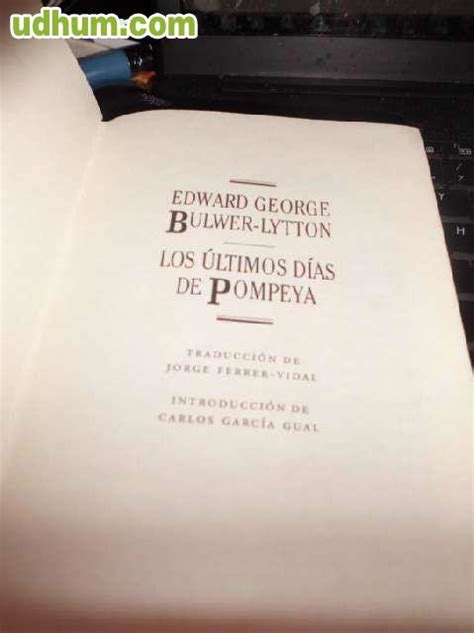 udhum.com
EDWARD GEORGE
BULWER-LYTTON
LOS ÚLTIMOS DÍAS
DE POMPEYA
TRADUCCIÓN DE
JORGE FERRER-VIDAL
INTRODUCCIÓN DE
CARLOS GARCÍA GUAL